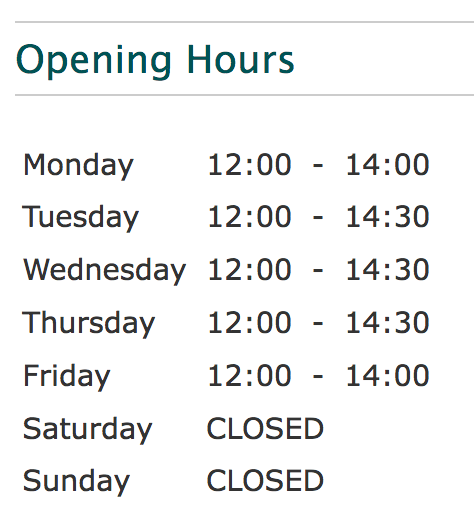 Opening Hours
Monday 12:00 - 14:00
Tuesday 12:00 - 14:30
Wednesday 12:00 - 14:30
Thursday 12:00 - 14:30
Friday 12:00 - 14:00
Saturday CLOSED
Sunday CLOSED